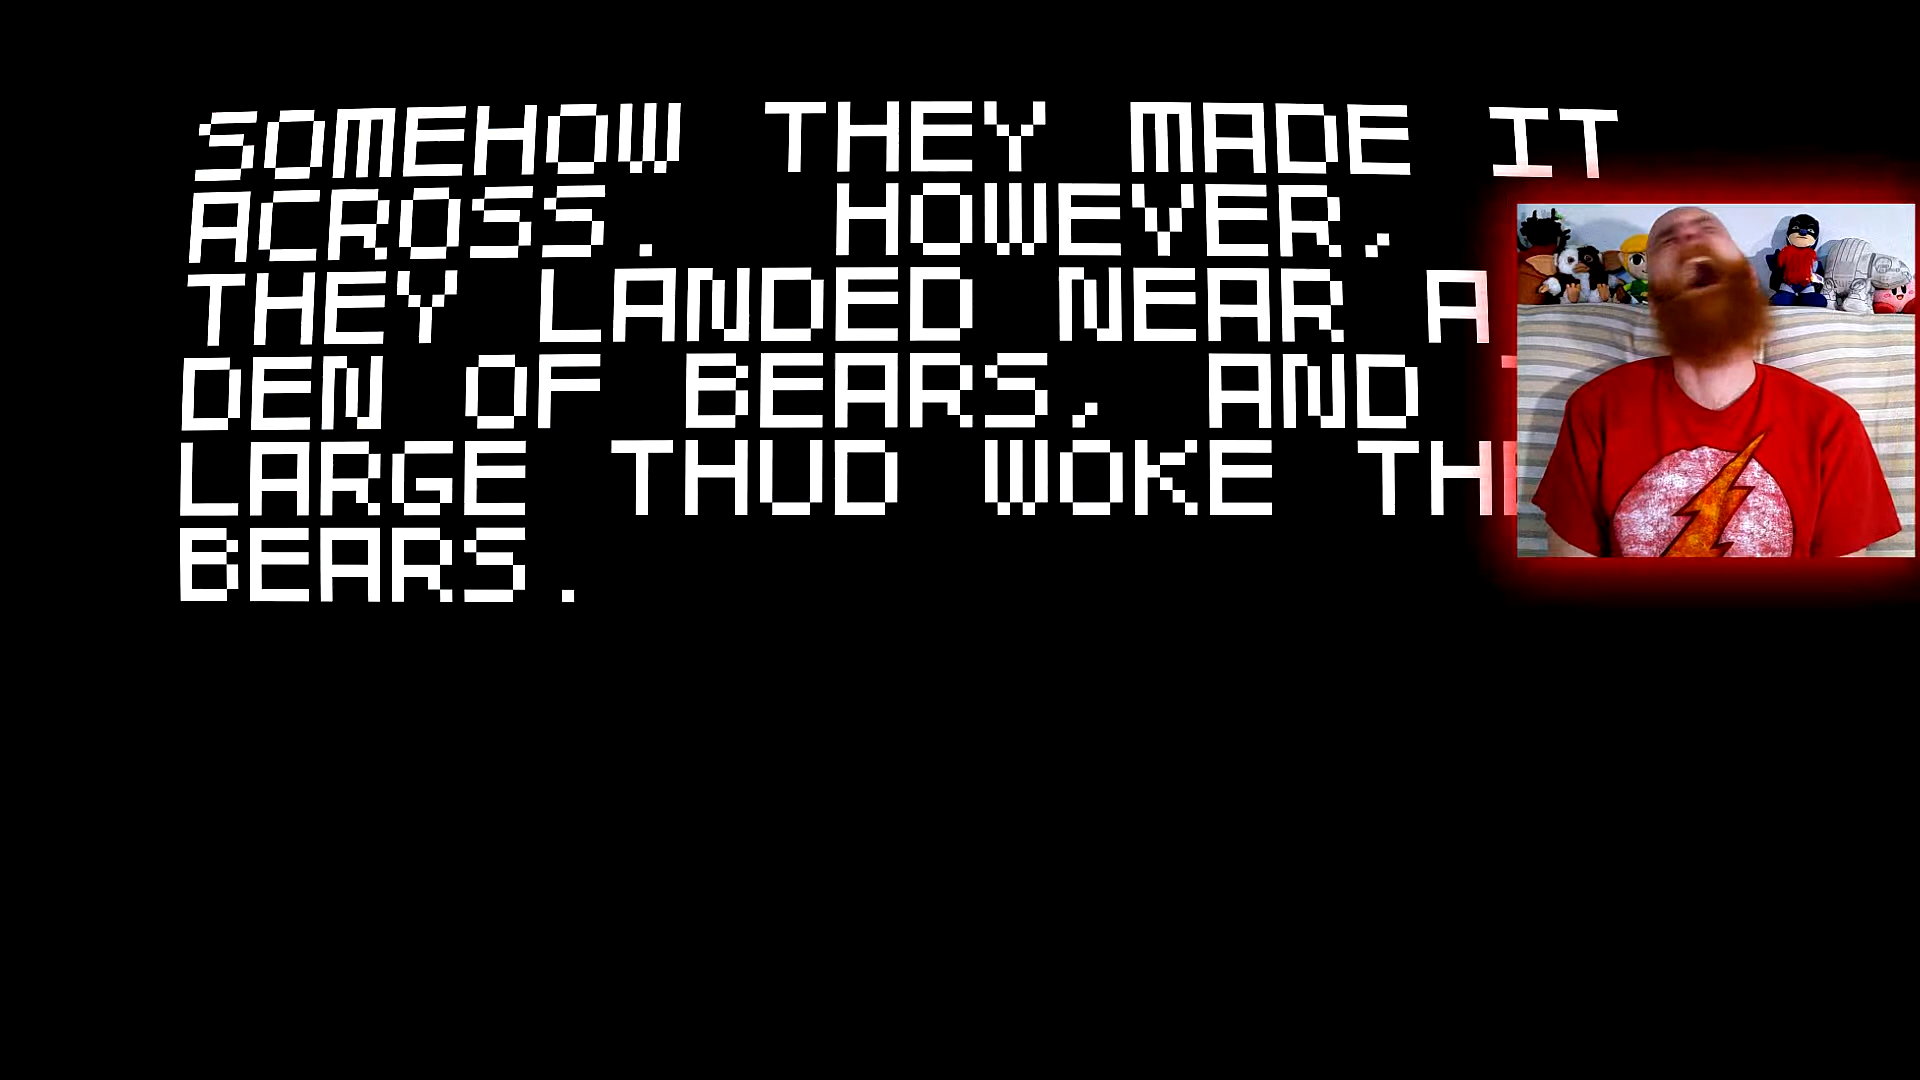 SOMEHOW THEY MADE IT
ACROSS. HOWEVER,
THEY LANDED NEAR A
DEN OF BEARS, AND
LARGE THUD WOKE
BEARS.